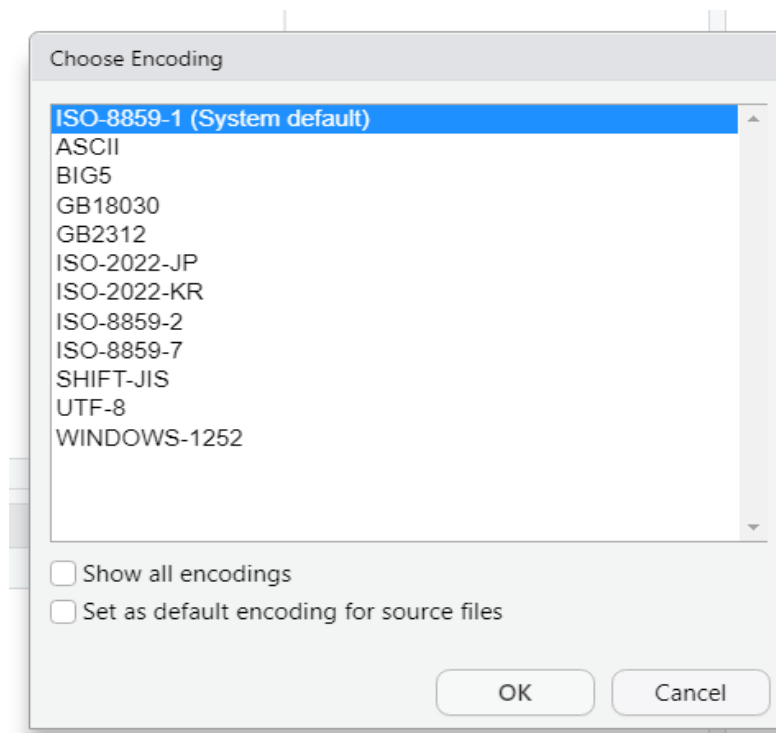 Choose Encoding
ISO-8859-1 (System default)
ASCII
BIG5
GB18030
GB2312
ISO-2022-JP
ISO-2022-KR
ISO-8859-2
ISO-8859-7
SHIFT-JIS
UTF-8
WINDOWS-1252
Show all encodings
Set as default encoding for source files
OK Cancel